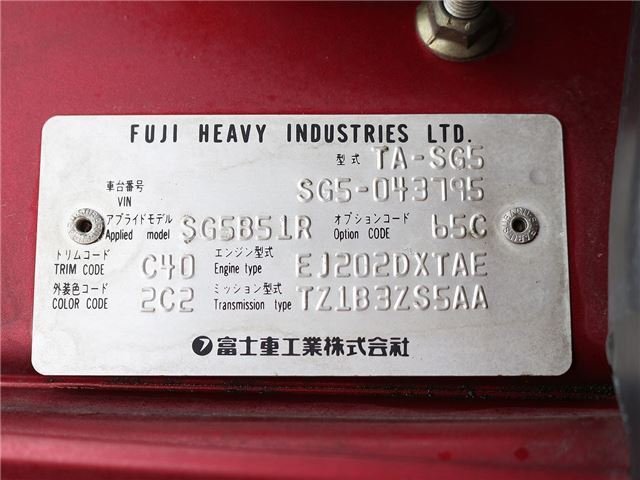 FUJI HEAVY INDUSTRIES LTD.
型式 TA-SG5
車台番号 VIN SG5-043795
アプライドモデル Applied model SG5B51R オプションコード Option CODE b5C
トリムコード TRIM CODE C40 エンジン型式 Engine type EJ202DXTAE
外装色コード COLOR CODE 2C2 ミッション型式 Transmission type TZ1B3ZS5AA
富士重工業株式会社